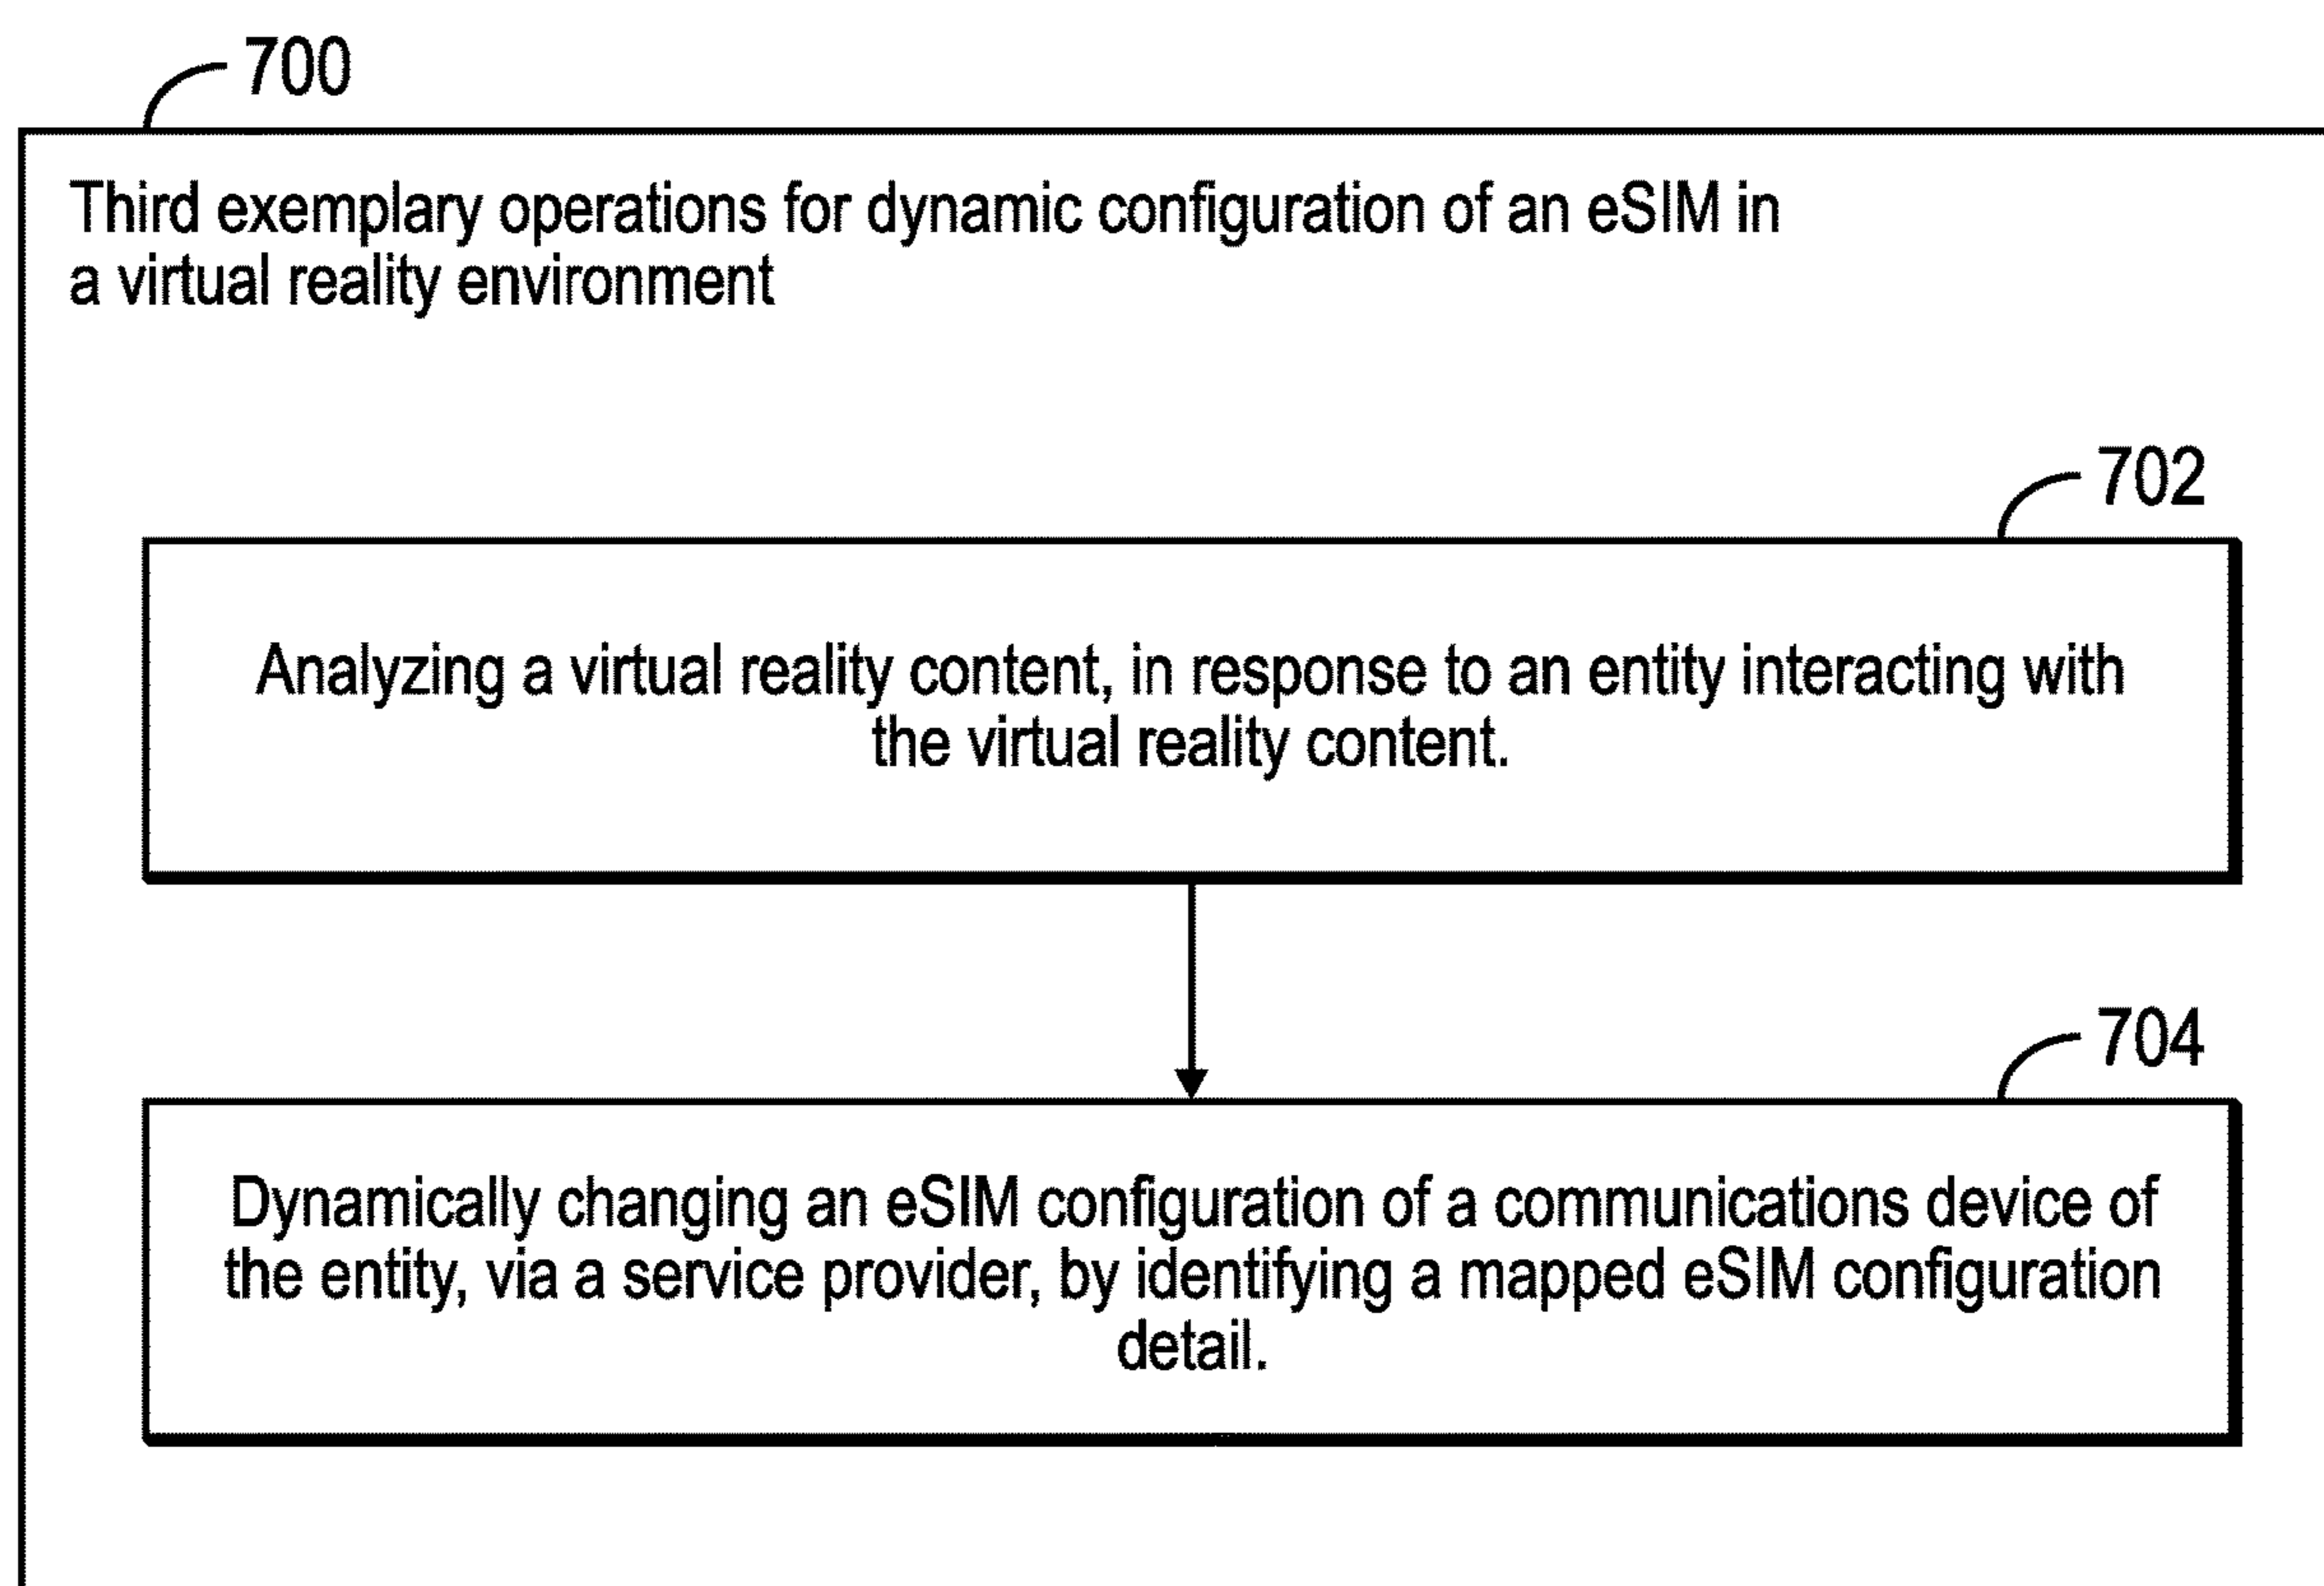 700
Third exemplary operations for dynamic configuration of an eSIM in
a virtual reality environment
702
Analyzing a virtual reality content, in response to an entity interacting with
the virtual reality content.
704
Dynamically changing an eSIM configuration of a communications device of
the entity, via a service provider, by identifying a mapped eSIM configuration
detail.